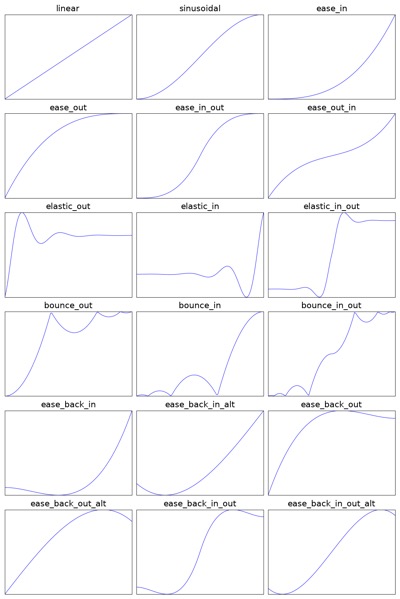 linear sinusoidal ease_in
ease_out ease_in_out ease_out_in
elastic_out elastic_in elastic_in_out
bounce_out bounce_in bounce_in_out
ease_back_in ease_back_in_alt ease_back_out
ease_back_out_alt ease_back_in_out ease_back_in_out_alt